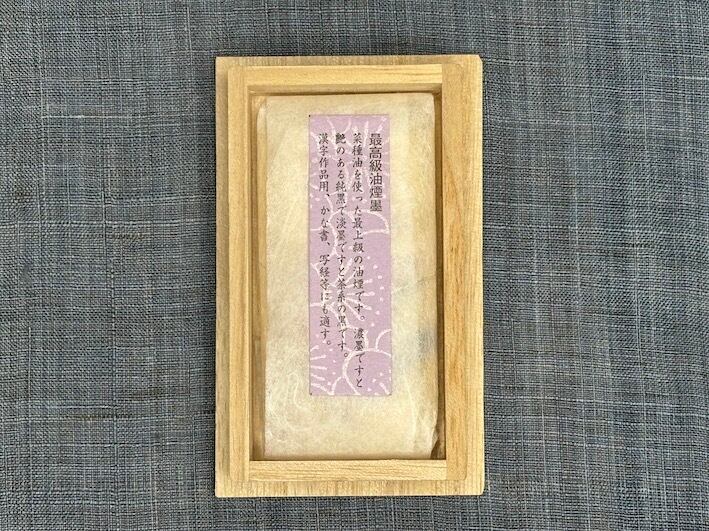 最高級油煙墨
菜種油を使った最上級の油煙です。濃墨ですと
艶のある純黒で淡墨ですと茶系の黒です。
漢字作品用、かな書、写経等にも適す。